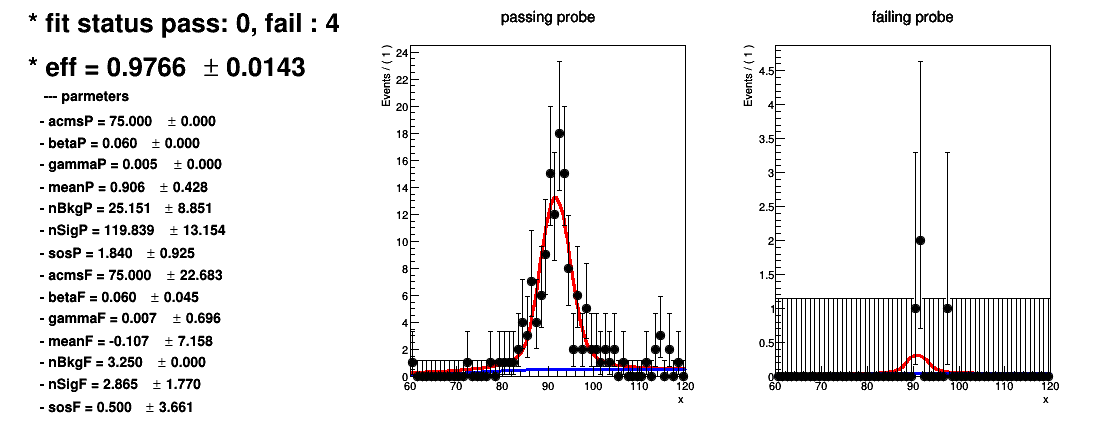 * fit status pass: 0, fail : 4
* eff = 0.9766 ± 0.0143
--- parmeters
- acmsP = 75.000 ± 0.000
- betaP = 0.060 ± 0.000
- gammaP = 0.005 ± 0.000
- meanP = 0.906 ± 0.428
- nBkgP = 25.151 ± 8.851
- nSigP = 119.839 ± 13.154
- sosP = 1.840 ± 0.925
- acmsF = 75.000 ± 22.683
- betaF = 0.060 ± 0.045
- gammaF = 0.007 ± 0.696
- meanF = -0.107 ± 7.158
- nBkgF = 3.250 ± 0.000
- nSigF = 2.865 ± 1.770
- sosF = 0.500 ± 3.661
passing probe
Events / ( 1 )
24
22
20
18
16
14
12
10
8
6
4
2
0
60 70 80 90 100 110 120
x
failing probe
Events / ( 1 )
4.5
4
3.5
3
2.5
2
1.5
1
0.5
0
60 70 80 90 100 110 120
x